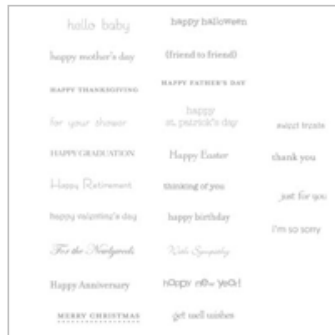 hello baby
happy halloween
happy mother's day
{friend to friend}
HAPPY THANKSGIVING
HAPPY FATHER'S DAY
for your shower
happy
st. patrick's day
sweet treats
HAPPY GRADUATION
Happy Easter
thank you
Happy Retirement
thinking of you
just for you
happy valentine's day
happy birthday
I'm so sorry
For the Newlyweds
With Sympathy
Happy Anniversary
happy new year!
MERRY CHRISTMAS
get well wishes